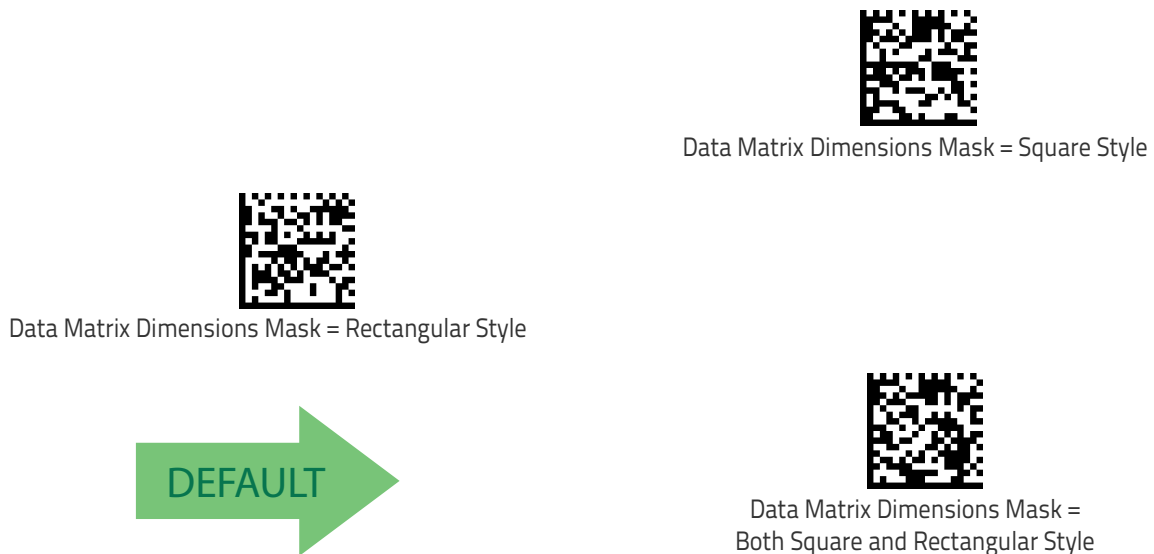 Data Matrix Dimensions Mask = Square Style
Data Matrix Dimensions Mask = Rectangular Style
DEFAULT
Data Matrix Dimensions Mask =
Both Square and Rectangular Style